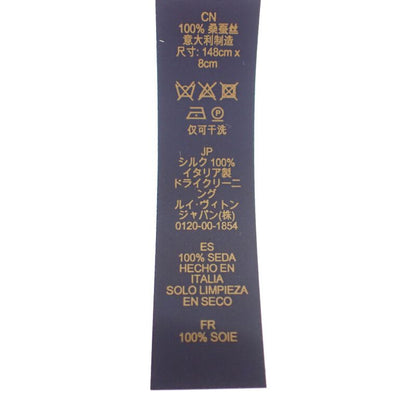 CN
100% 桑蚕丝
意大利制造
尺寸: 148cm x
8cm
仅可干洗
JP
シルク 100%
イタリア製
ドライクリーニ
ング
ルイ･ヴィトン
ジャパン(株)
0120-00-1854
ES
100% SEDA
HECHO EN
ITALIA
SOLO LIMPIEZA
EN SECO
FR
100% SOIE